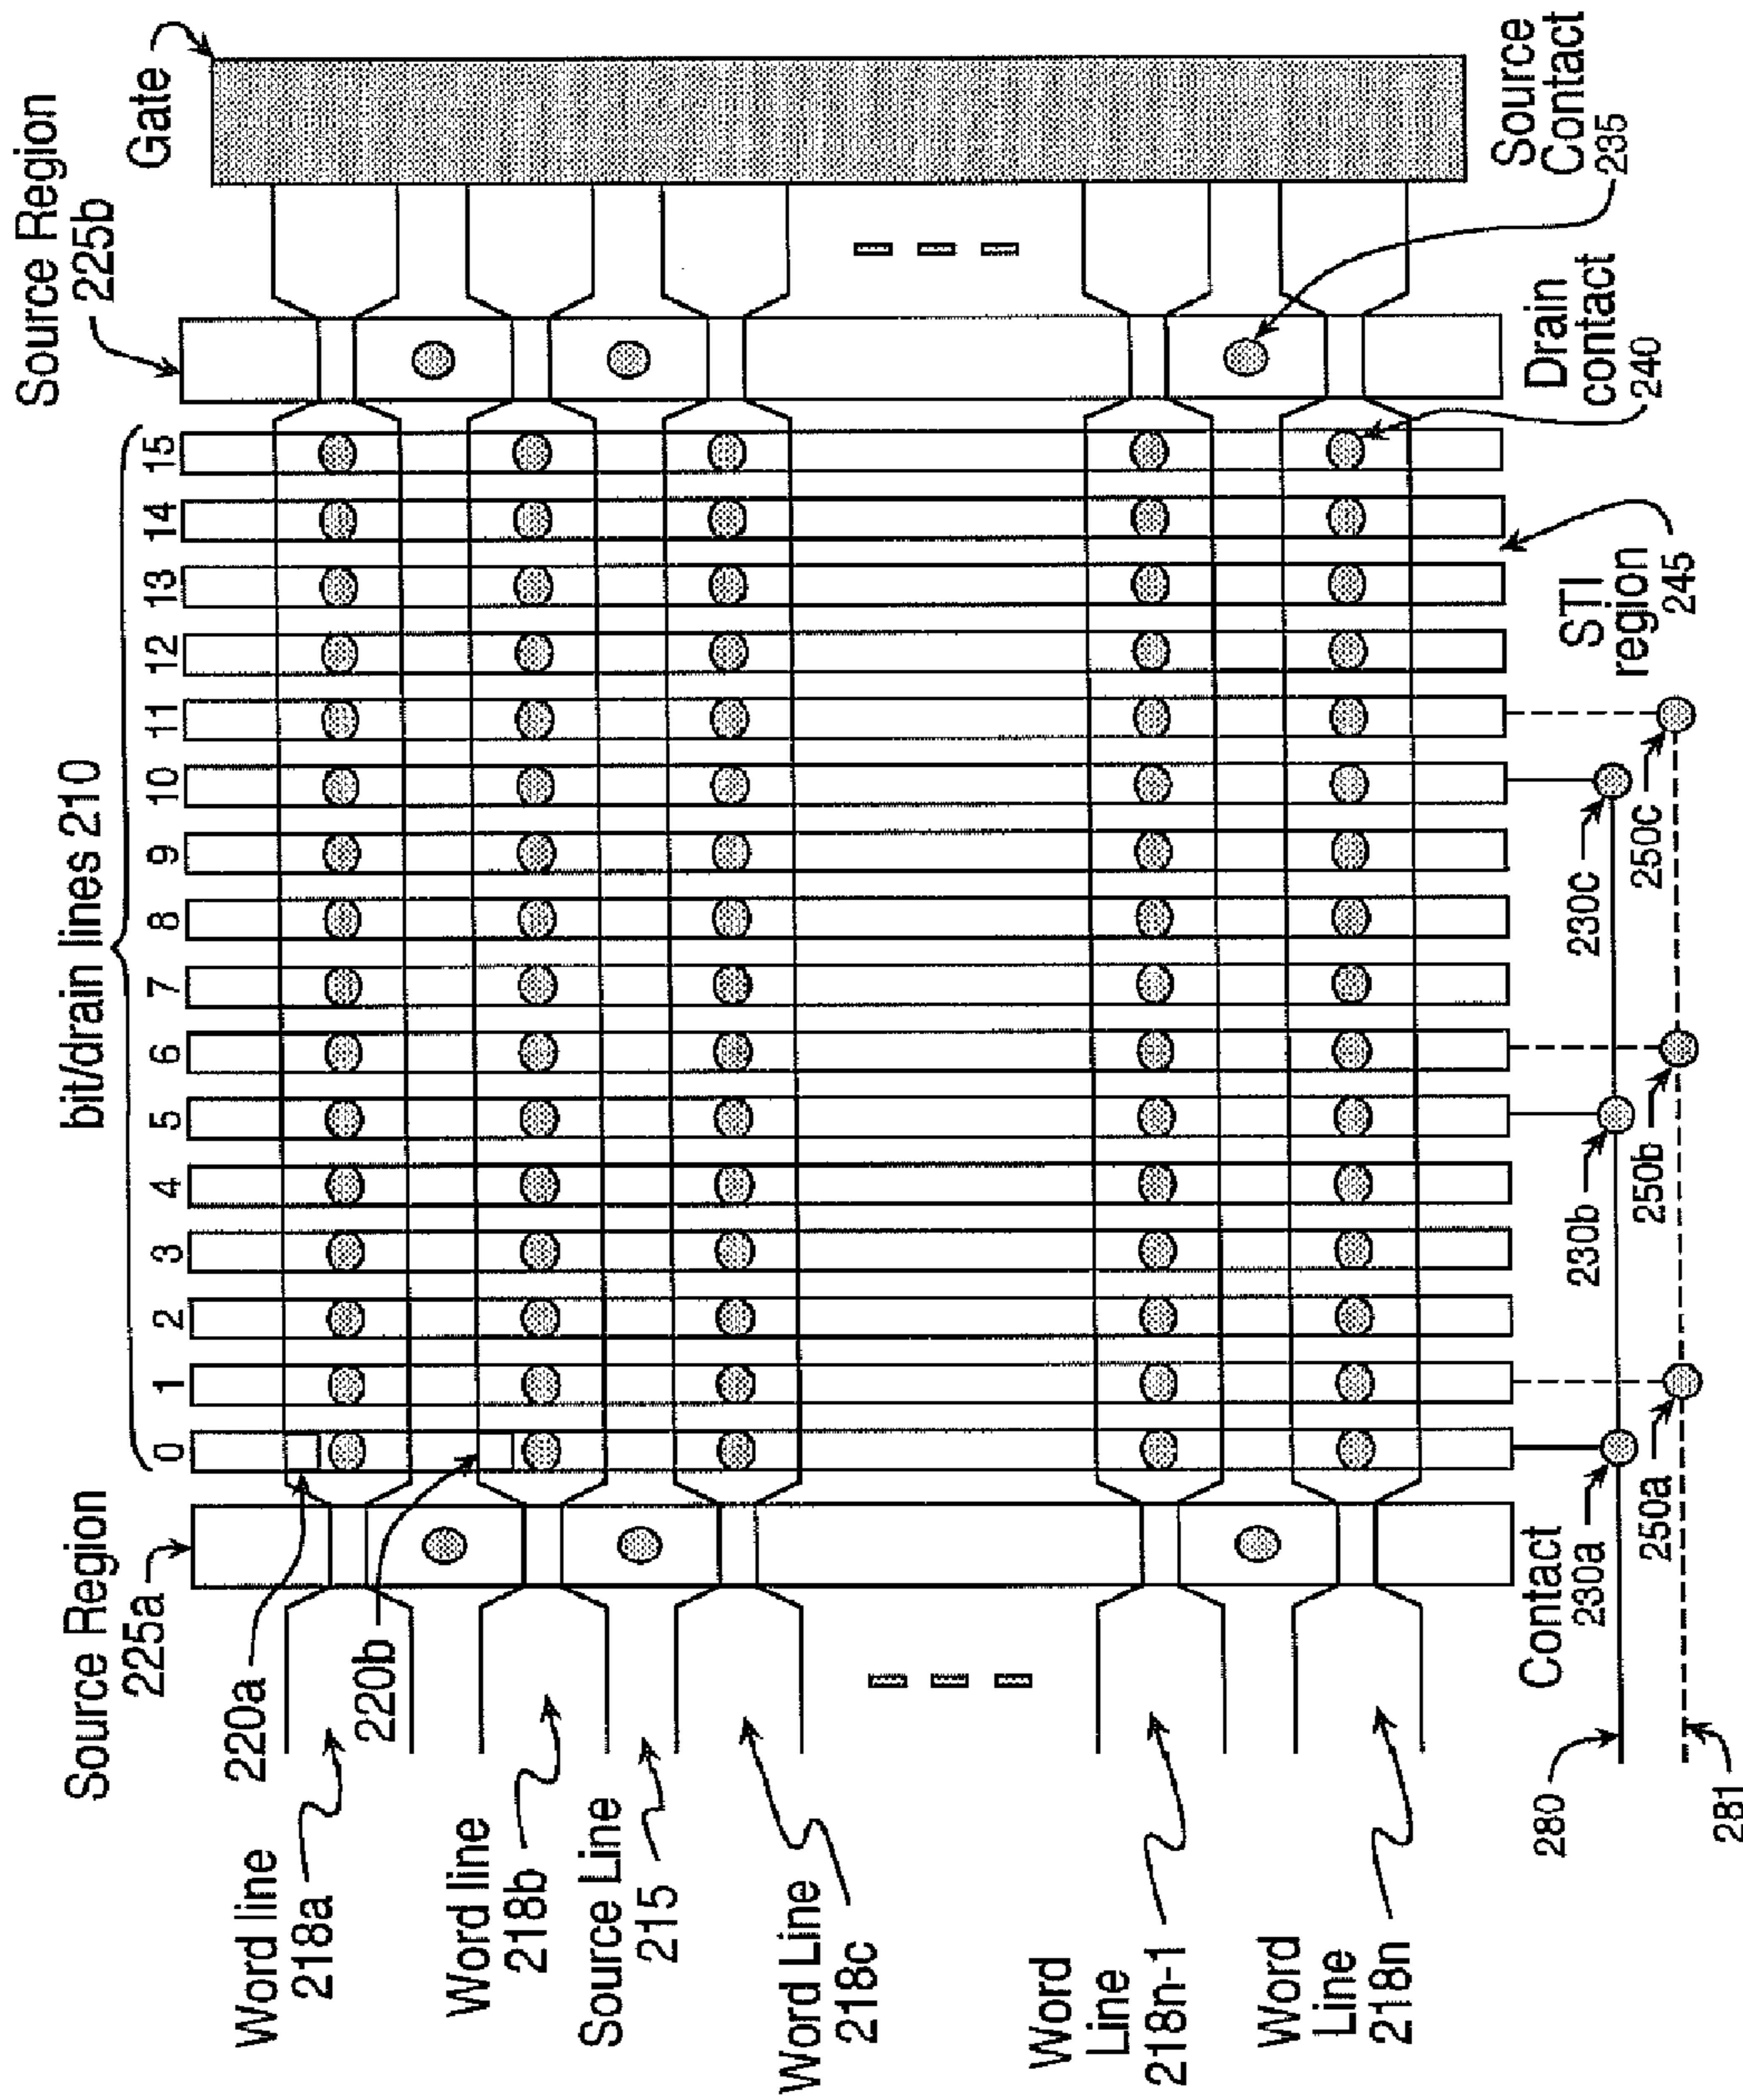 Source Region
225a
bit/drain lines 210
Source Region
225b
Gate
0 1 2 3 4 5 6 7 8 9 10 11 12 13 14 15
Word line
218a
220a
Word line
218b
220b
Source Line
215
Word Line
218c
Word
Line
218n-1
Word
Line
218n
Contact
230a
250a
230b
250b
230c
250c
STI
region
245
Drain
contact
240
Source
Contact
235
280
281